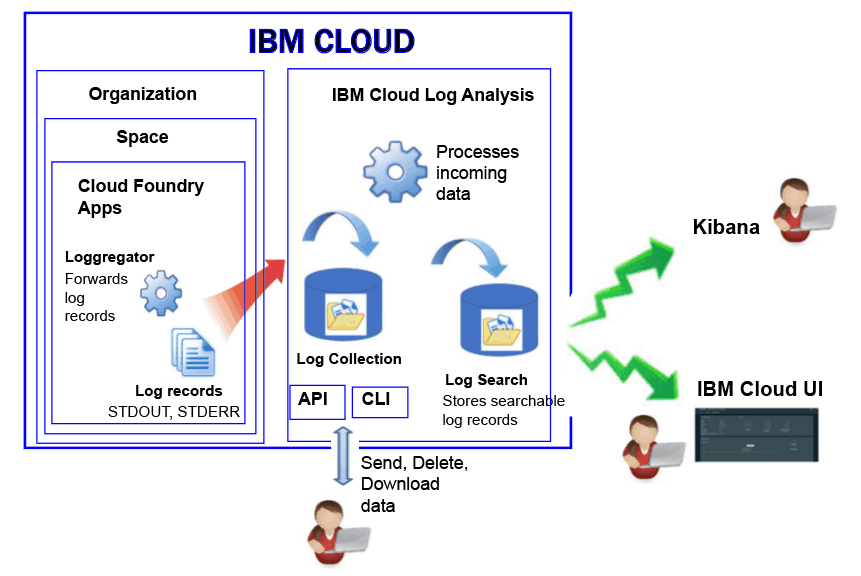 IBM CLOUD
Organization
Space
Cloud Foundry
Apps
Loggregator
Forwards
log
records
Log records
STDOUT, STDERR
IBM Cloud Log Analysis
Processes
incoming
data
Log Collection
Log Search
Stores searchable
log records
API
CLI
Send, Delete,
Download
data
Kibana
IBM Cloud UI